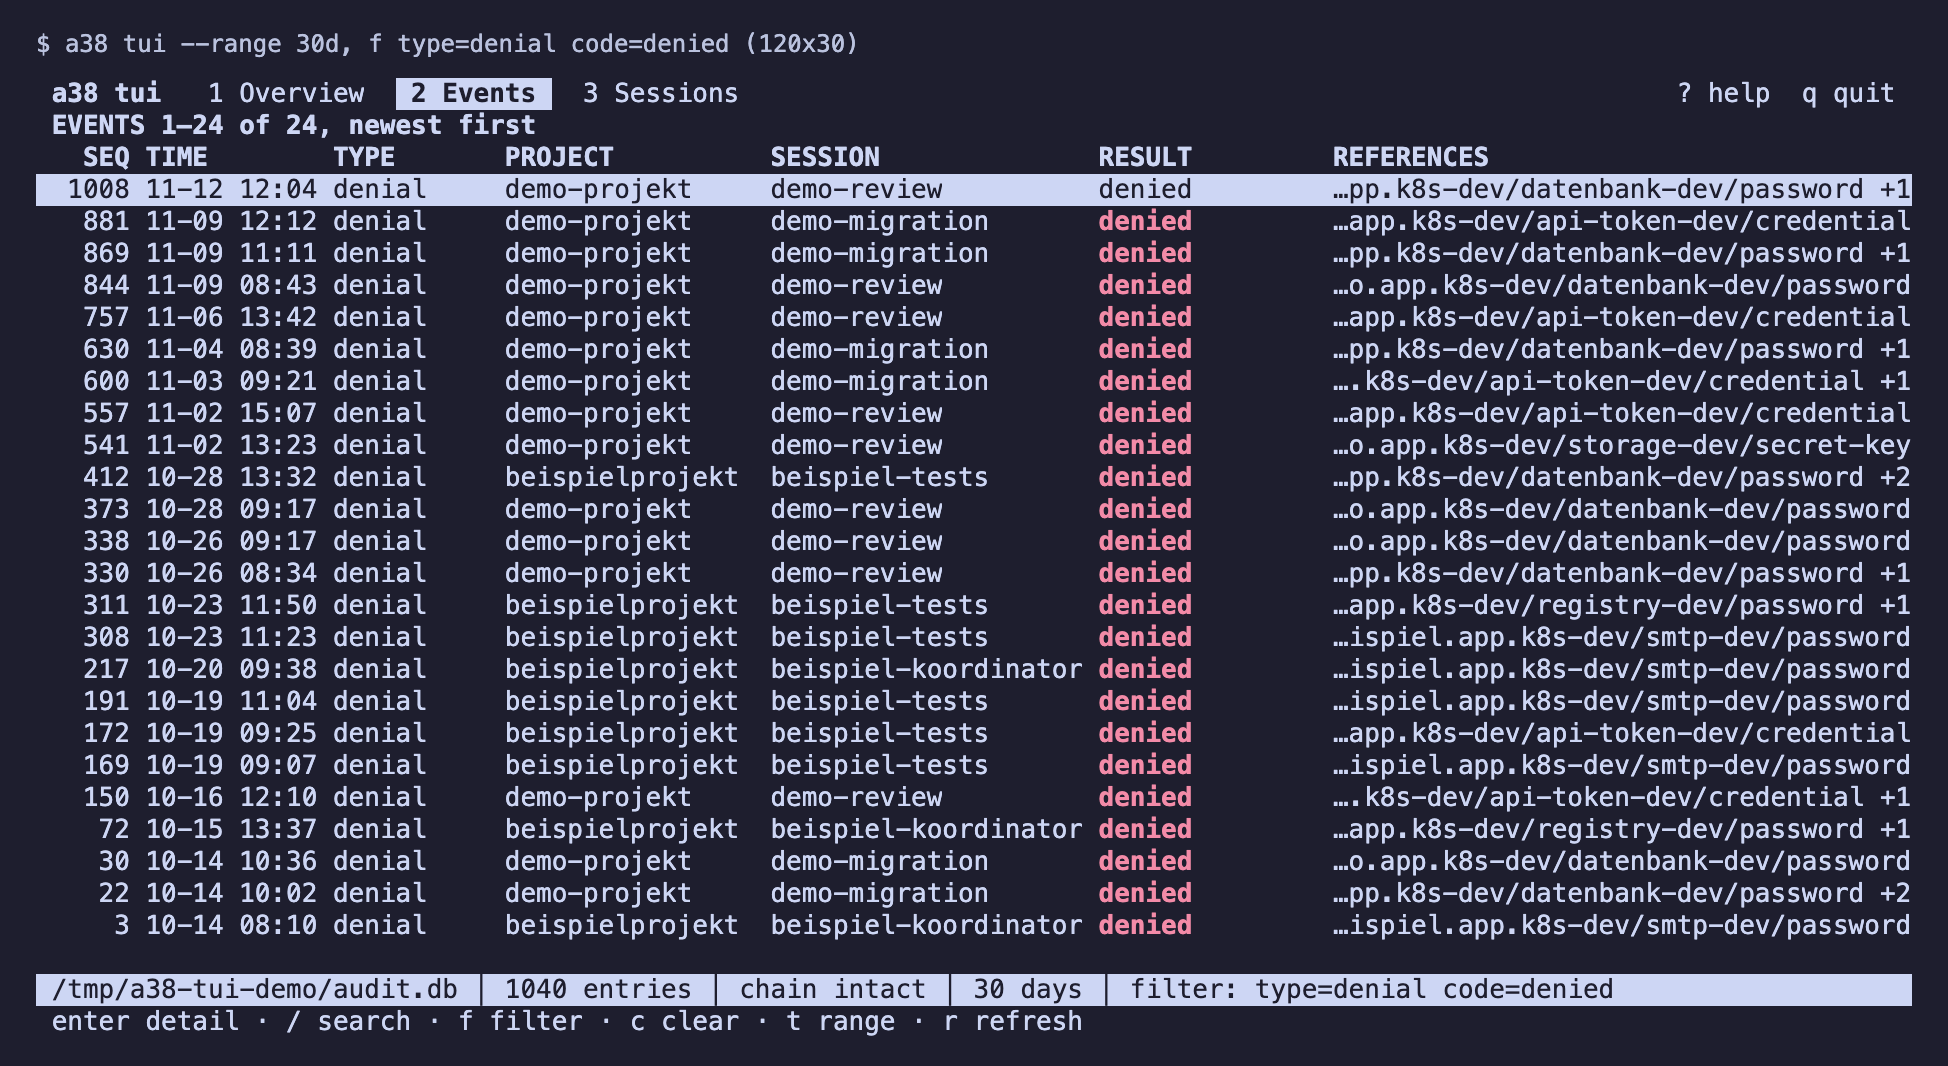 $ a38 tui --range 30d, f type=denial code=denied (120x30)
a38 tui 1 Overview 2 Events 3 Sessions ? help q quit
EVENTS 1–24 of 24, newest first
SEQ TIME TYPE PROJECT SESSION RESULT REFERENCES
1008 11-12 12:04 denial demo-projekt demo-review denied …pp.k8s-dev/datenbank-dev/password +1
881 11-09 12:12 denial demo-projekt demo-migration denied …app.k8s-dev/api-token-dev/credential
869 11-09 11:11 denial demo-projekt demo-migration denied …pp.k8s-dev/datenbank-dev/password +1
844 11-09 08:43 denial demo-projekt demo-review denied …o.app.k8s-dev/datenbank-dev/password
757 11-06 13:42 denial demo-projekt demo-review denied …app.k8s-dev/api-token-dev/credential
630 11-04 08:39 denial demo-projekt demo-migration denied …pp.k8s-dev/datenbank-dev/password +1
600 11-03 09:21 denial demo-projekt demo-migration denied ….k8s-dev/api-token-dev/credential +1
557 11-02 15:07 denial demo-projekt demo-review denied …app.k8s-dev/api-token-dev/credential
541 11-02 13:23 denial demo-projekt demo-review denied …o.app.k8s-dev/storage-dev/secret-key
412 10-28 13:32 denial beispielprojekt beispiel-tests denied …pp.k8s-dev/datenbank-dev/password +2
373 10-28 09:17 denial demo-projekt demo-review denied …o.app.k8s-dev/datenbank-dev/password
338 10-26 09:17 denial demo-projekt demo-review denied …o.app.k8s-dev/datenbank-dev/password
330 10-26 08:34 denial demo-projekt demo-review denied …pp.k8s-dev/datenbank-dev/password +1
311 10-23 11:50 denial beispielprojekt beispiel-tests denied …app.k8s-dev/registry-dev/password +1
308 10-23 11:23 denial beispielprojekt beispiel-tests denied …ispiel.app.k8s-dev/smtp-dev/password
217 10-20 09:38 denial beispielprojekt beispiel-koordinator denied …ispiel.app.k8s-dev/smtp-dev/password
191 10-19 11:04 denial beispielprojekt beispiel-tests denied …ispiel.app.k8s-dev/smtp-dev/password
172 10-19 09:25 denial beispielprojekt beispiel-tests denied …app.k8s-dev/api-token-dev/credential
169 10-19 09:07 denial beispielprojekt beispiel-tests denied …ispiel.app.k8s-dev/smtp-dev/password
150 10-16 12:10 denial demo-projekt demo-review denied ….k8s-dev/api-token-dev/credential +1
72 10-15 13:37 denial beispielprojekt beispiel-koordinator denied …app.k8s-dev/registry-dev/password +1
30 10-14 10:36 denial demo-projekt demo-migration denied …o.app.k8s-dev/datenbank-dev/password
22 10-14 10:02 denial demo-projekt demo-migration denied …pp.k8s-dev/datenbank-dev/password +2
3 10-14 08:10 denial beispielprojekt beispiel-koordinator denied …ispiel.app.k8s-dev/smtp-dev/password
/tmp/a38-tui-demo/audit.db │ 1040 entries │ chain intact │ 30 days │ filter: type=denial code=denied
enter detail · / search · f filter · c clear · t range · r refresh